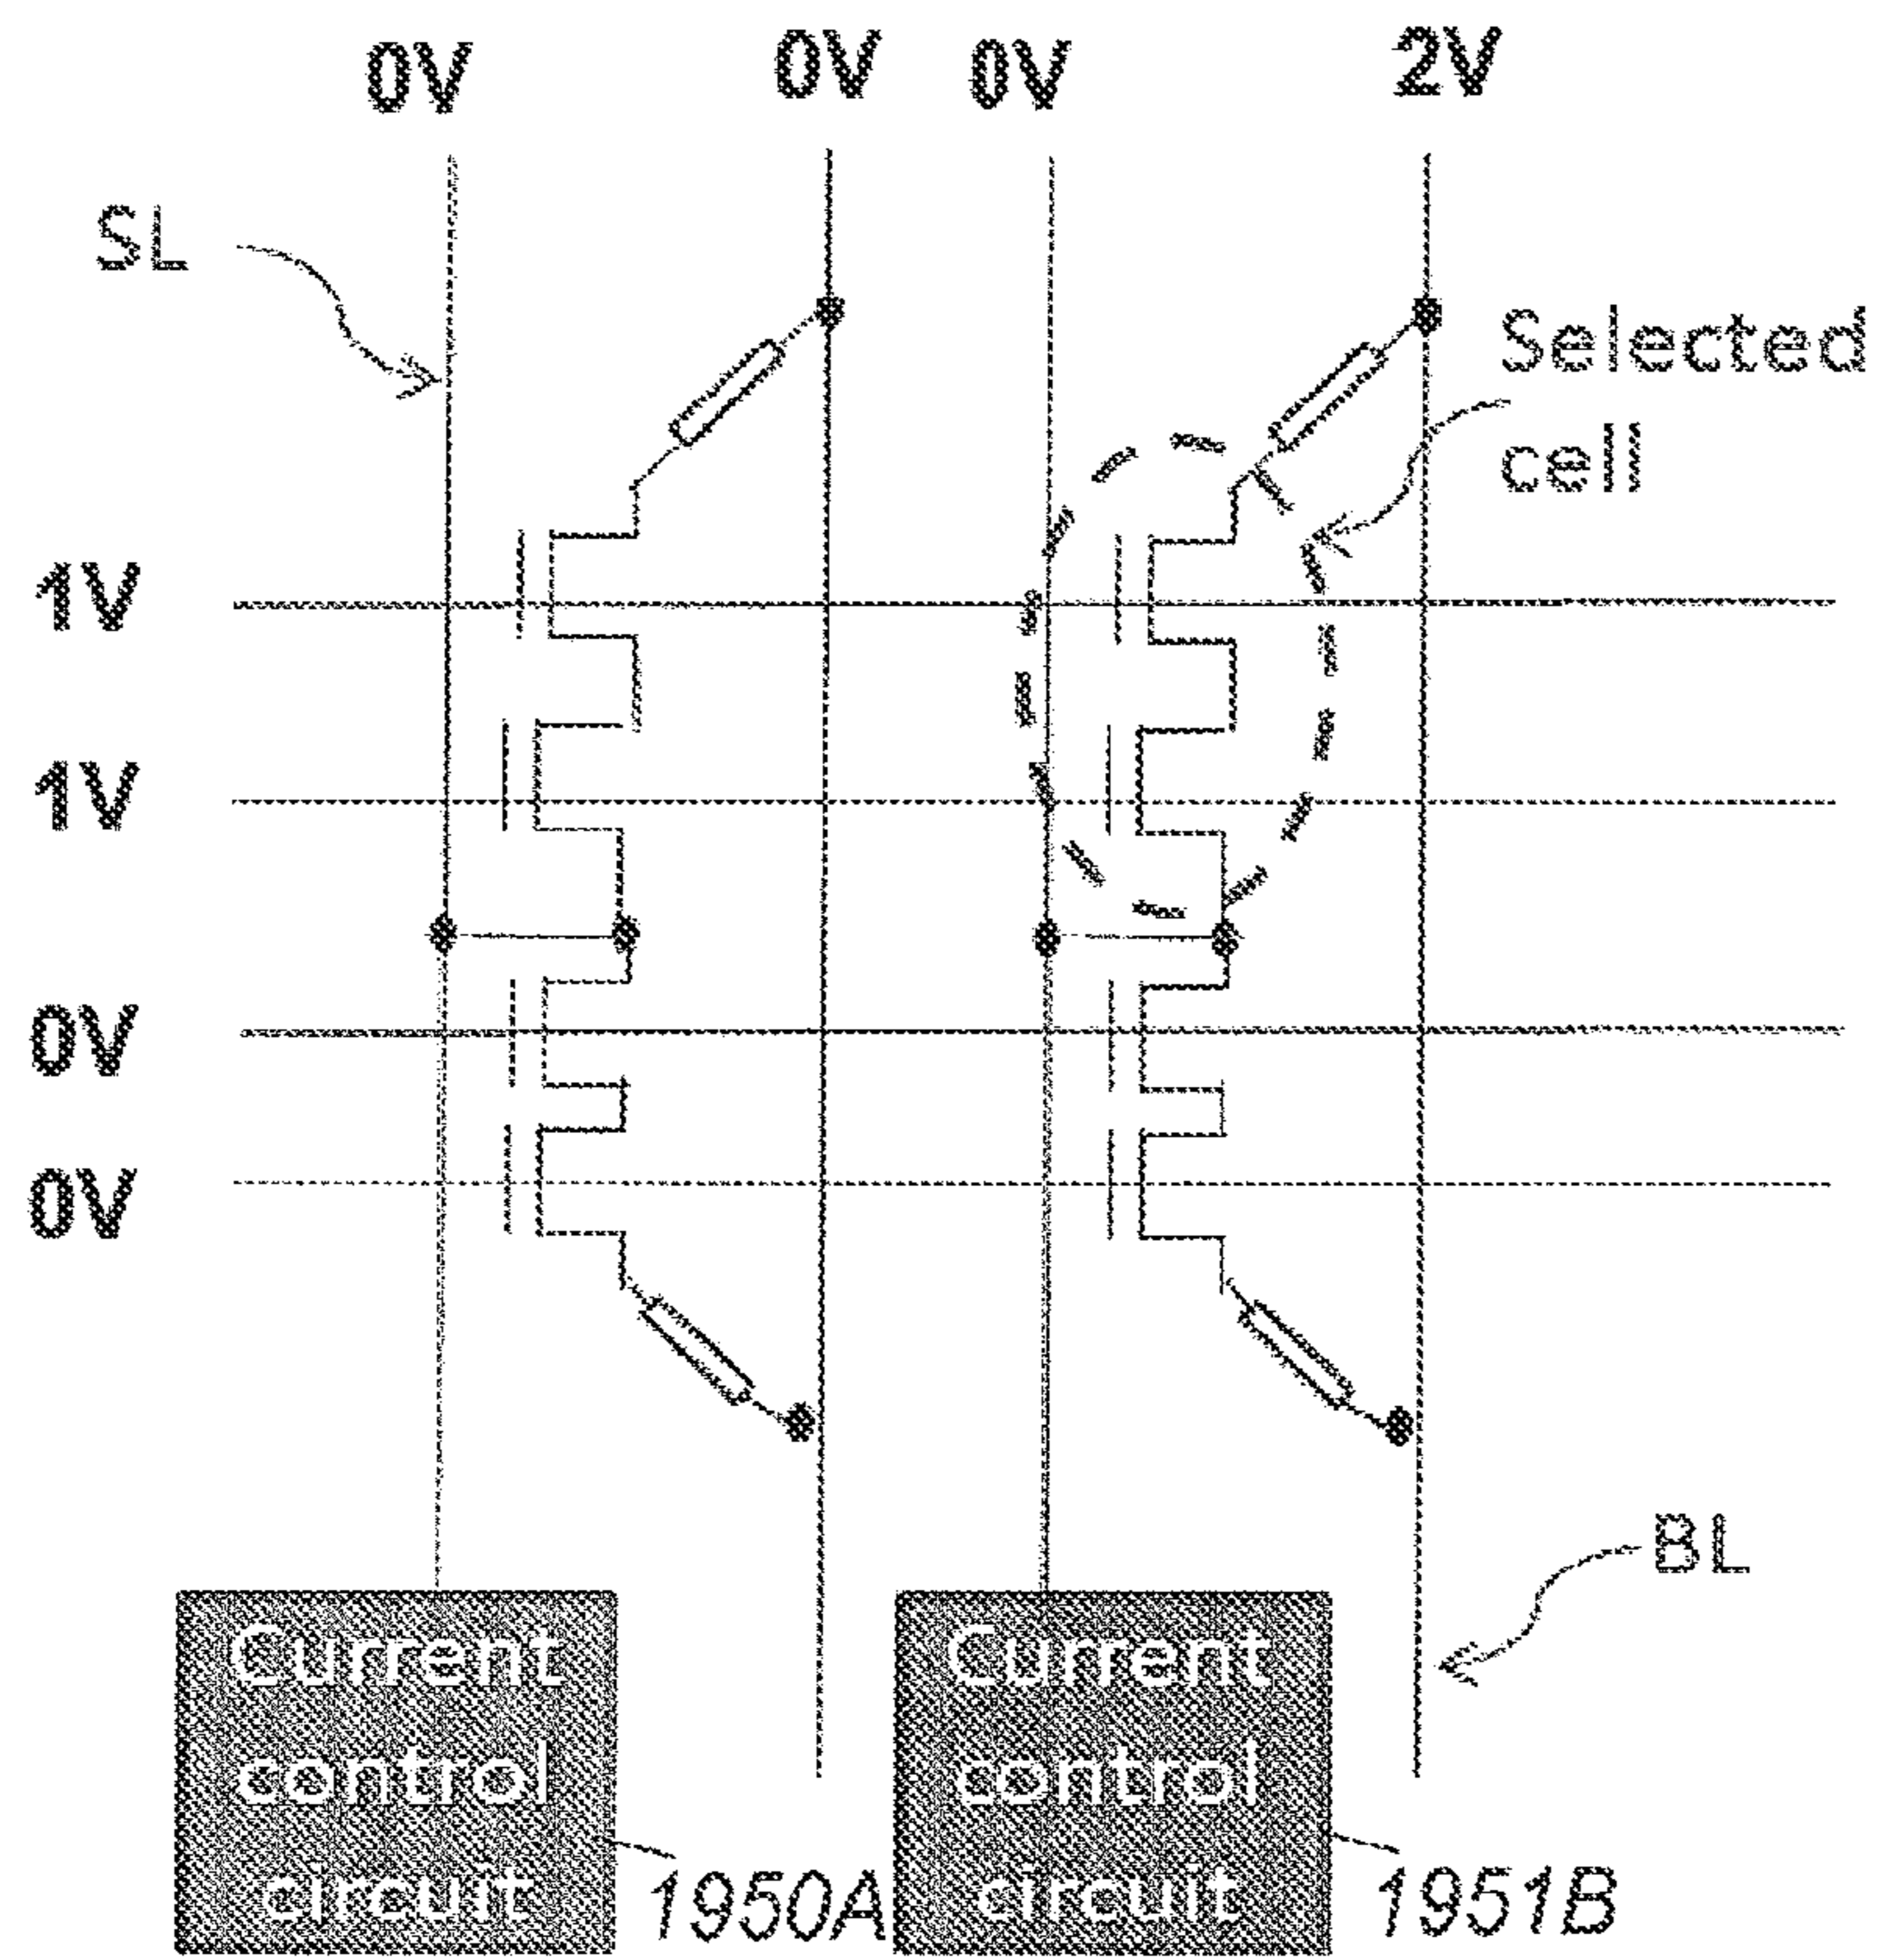 0V 0V 0V 2V
SL
Selected
cell
1V
1V
0V
0V
BL
Current
control
circuit
1950A
Current
control
circuit
1951B